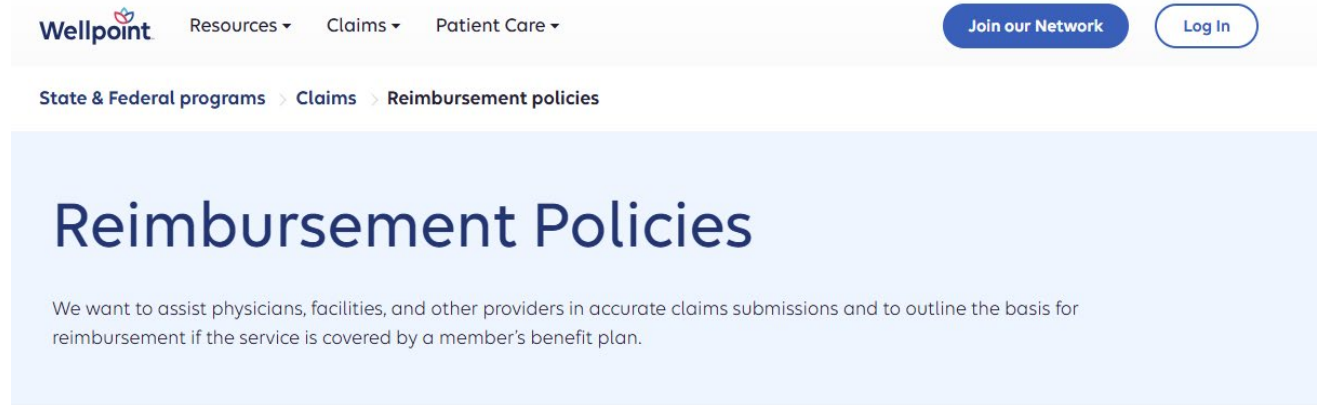 Wellpoint Resources Claims Patient Care Join our Network Log In
State & Federal programs > Claims > Reimbursement policies
Reimbursement Policies
We want to assist physicians, facilities, and other providers in accurate claims submissions and to outline the basis for
reimbursement if the service is covered by a member's benefit plan.